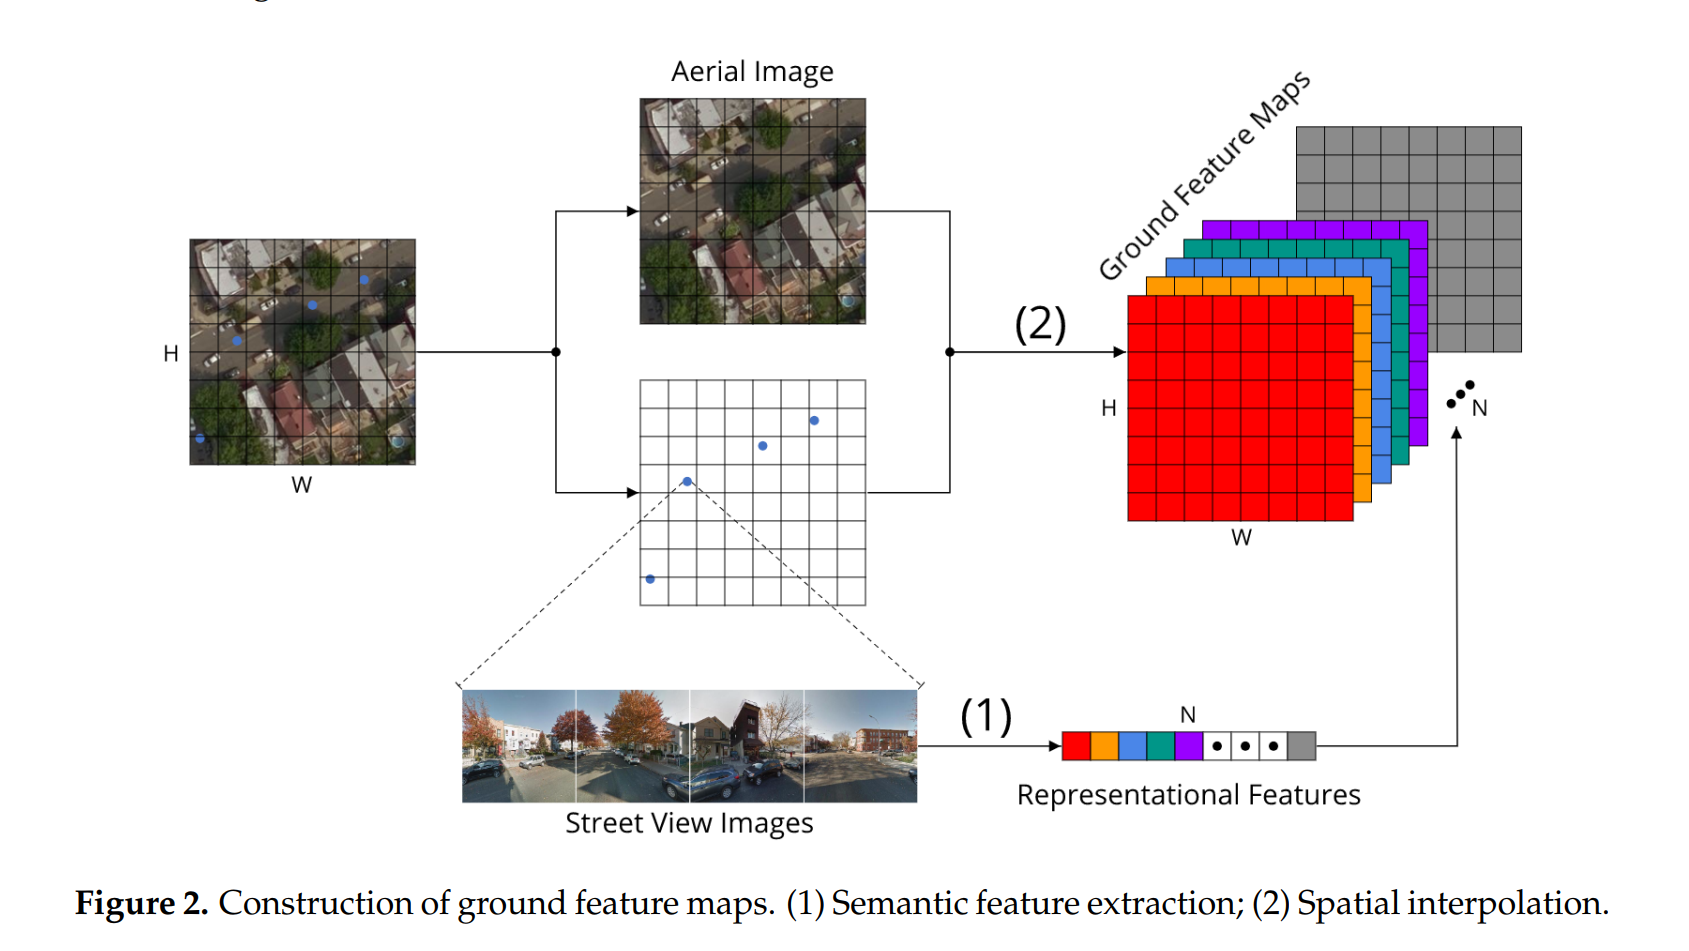 Aerial Image
Ground Feature Maps
H
W
(2)
H
W
N
(1)
N
Representational Features
Street View Images
Figure 2. Construction of ground feature maps. (1) Semantic feature extraction; (2) Spatial interpolation.